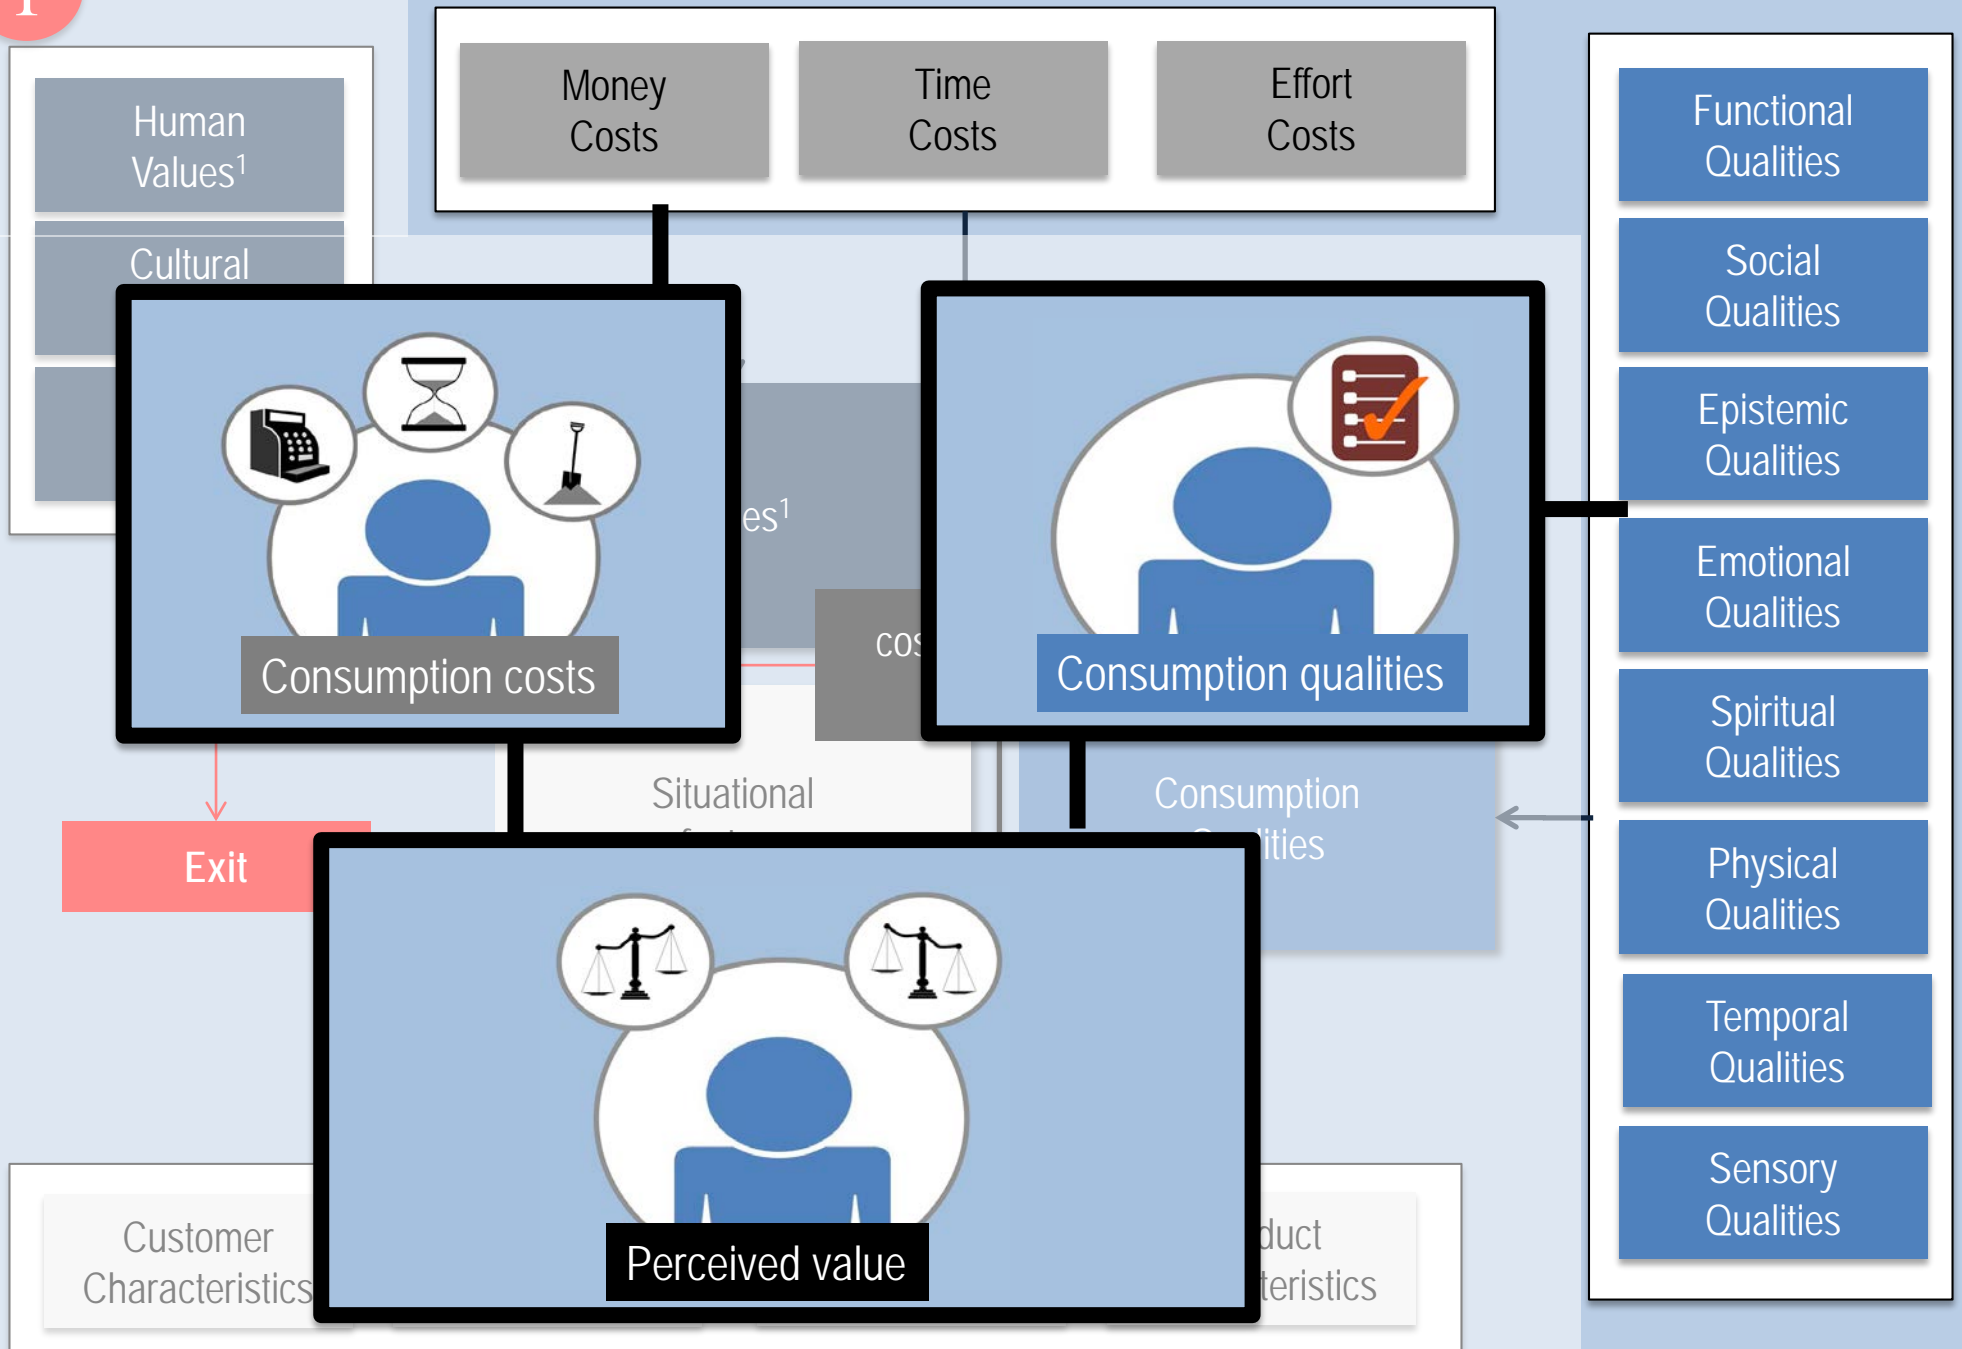 1
Money
Costs
Time
Costs
Effort
Costs
Human
Values¹
Cultural
Functional
Qualities
Social
Qualities
Epistemic
Qualities
Emotional
Qualities
Spiritual
Qualities
Physical
Qualities
Temporal
Qualities
Sensory
Qualities
es¹
cos
Consumption costs
Consumption qualities
Situational
Consumption
ities
Exit
Perceived value
Customer
Characteristics
duct
teristics